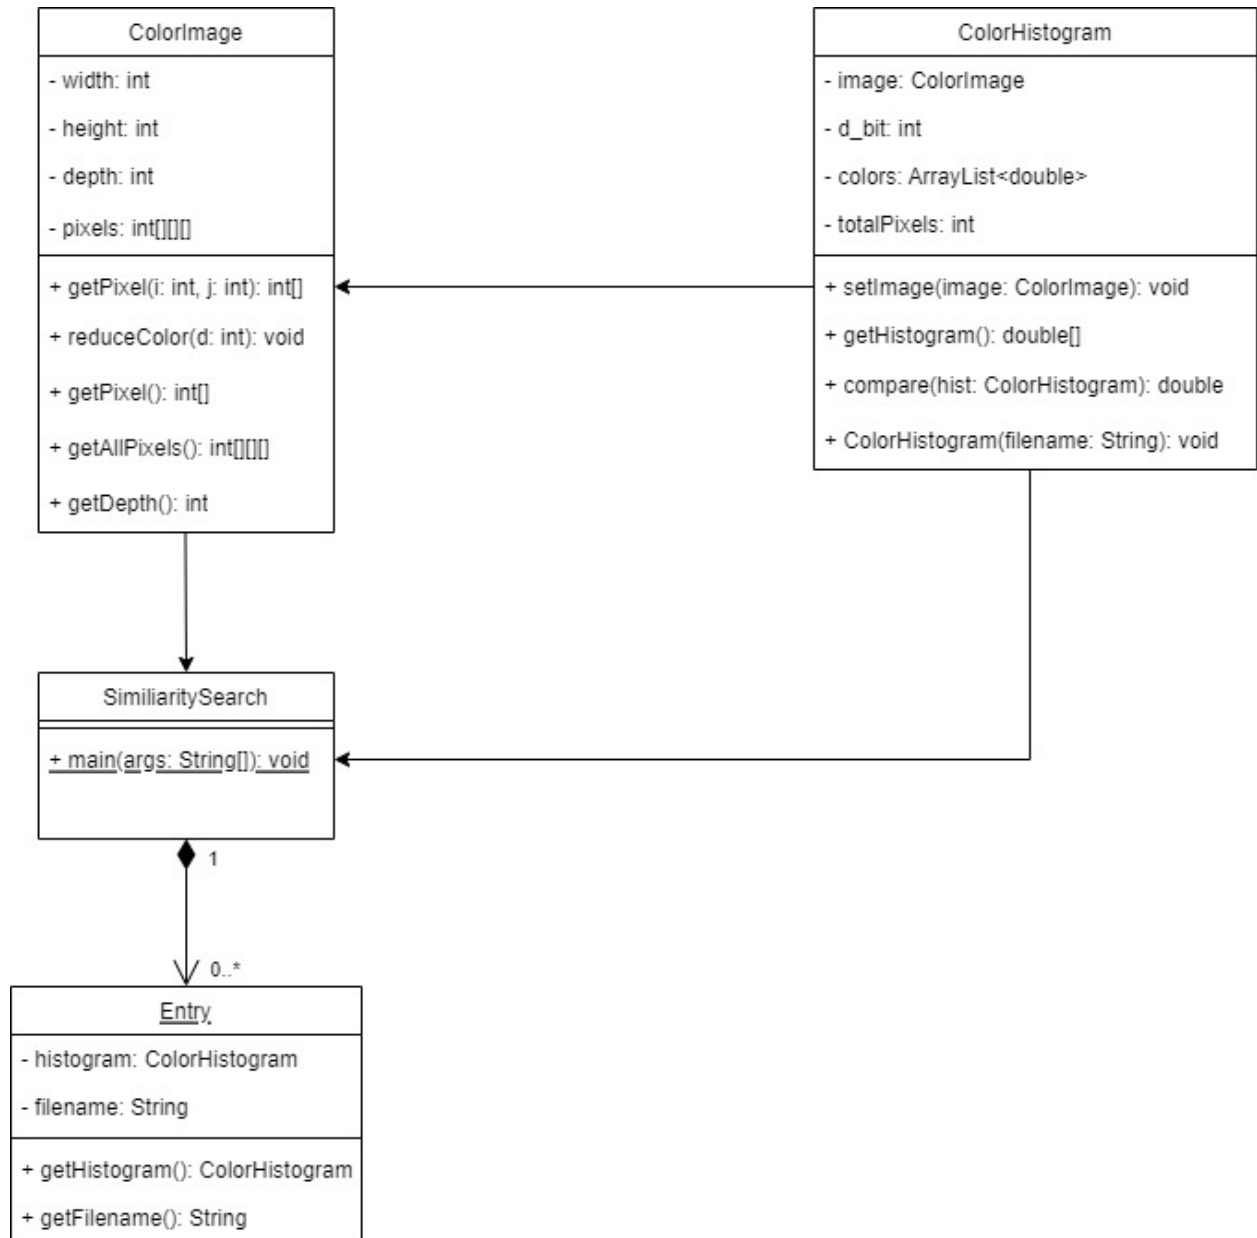 ColorImage
- width: int
- height: int
- depth: int
- pixels: int[][][]
+ getPixel(i: int, j: int): int[]
+ reduceColor(d: int): void
+ getPixel(): int[]
+ getAllPixels(): int[][][]
+ getDepth(): int
ColorHistogram
- image: ColorImage
- d_bit: int
- colors: ArrayList<double>
- totalPixels: int
+ setImage(image: ColorImage): void
+ getHistogram(): double[]
+ compare(hist: ColorHistogram): double
+ ColorHistogram(filename: String): void
SimiliaritySearch
+ main(args: String[]): void
1
0..*
Entry
- histogram: ColorHistogram
- filename: String
+ getHistogram(): ColorHistogram
+ getFilename(): String